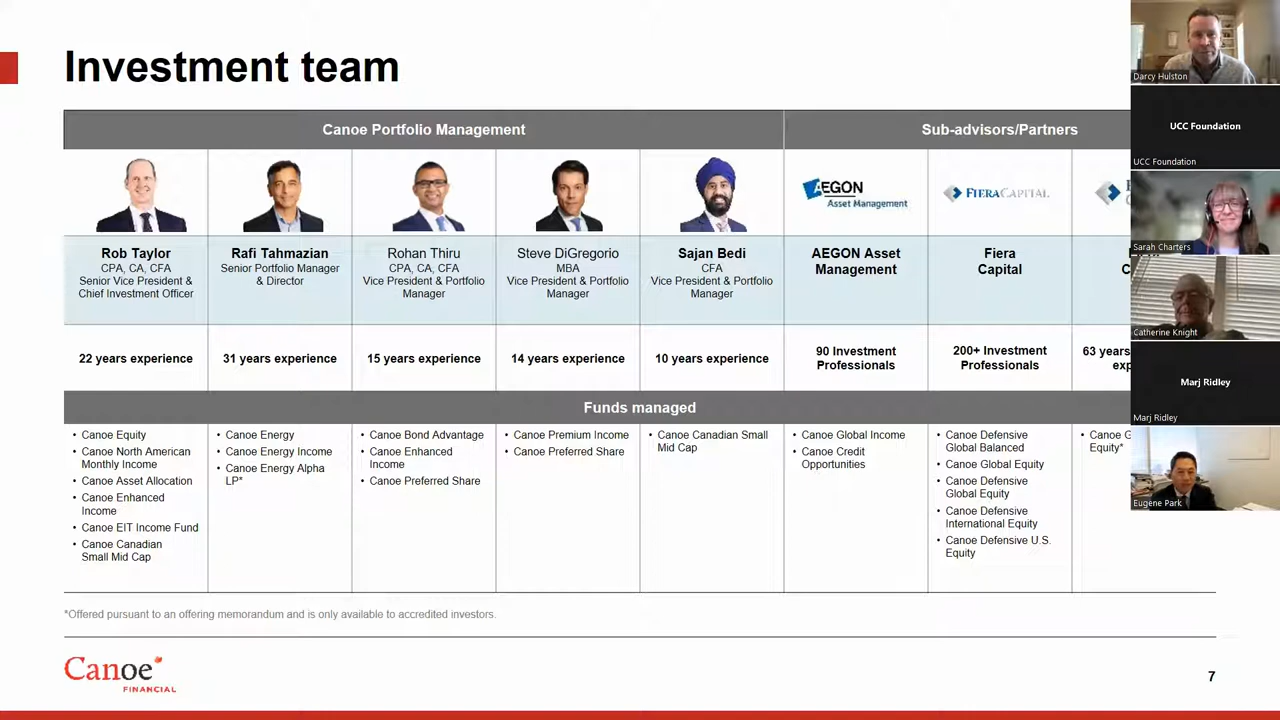 Investment team
Canoe Portfolio Management
Sub-advisors/Partners
AEGON
Asset Management
FIERACAPITAL
Rob Taylor
CPA, CA, CFA
Senior Vice President &
Chief Investment Officer
Rafi Tahmazian
Senior Portfolio Manager
& Director
Rohan Thiru
CPA, CA, CFA
Vice President & Portfolio
Manager
Steve DiGregorio
MBA
Vice President & Portfolio
Manager
Sajan Bedi
CFA
Vice President & Portfolio
Manager
AEGON Asset
Management
Fiera
Capital
22 years experience
31 years experience
15 years experience
14 years experience
10 years experience
90 Investment
Professionals
200+ Investment
Professionals
63 years
Funds managed
• Canoe Equity
• Canoe North American
Monthly Income
• Canoe Asset Allocation
• Canoe Enhanced
Income
• Canoe EIT Income Fund
• Canoe Canadian
Small Mid Cap
• Canoe Energy
• Canoe Energy Income
• Canoe Energy Alpha
LP*
• Canoe Bond Advantage
• Canoe Enhanced
Income
• Canoe Preferred Share
• Canoe Premium Income
• Canoe Preferred Share
• Canoe Canadian Small
Mid Cap
• Canoe Global Income
• Canoe Credit
Opportunities
• Canoe Defensive
Global Balanced
• Canoe Global Equity
• Canoe Defensive
Global Equity
• Canoe Defensive
International Equity
• Canoe Defensive U.S.
Equity
• Canoe G
Equity*
*Offered pursuant to an offering memorandum and is only available to accredited investors.
Canoe
FINANCIAL
7
Darcy Hulston
UCC Foundation
UCC Foundation
Sarah Charters
Catherine Knight
Marj Ridley
Marj Ridley
Eugene Park